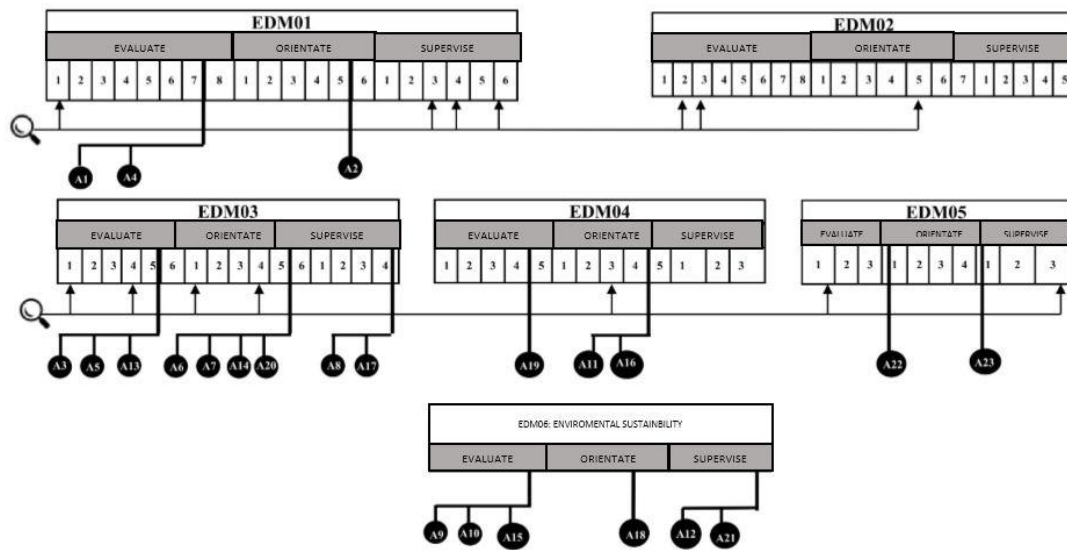 EDM01 EDM02
EVALUATE ORIENTATE SUPERVISE EVALUATE ORIENTATE SUPERVISE
1 2 3 4 5 6 7 8 1 2 3 4 5 6 1 2 3 4 5 6 1 2 3 4 5 6 7 8 1 2 3 4 5 6 7 1 2 3 4 5
A1 A4 A2
EDM03 EDM04 EDM05
EVALUATE ORIENTATE SUPERVISE EVALUATE ORIENTATE SUPERVISE EVALUATE ORIENTATE SUPERVISE
1 2 3 4 5 6 1 2 3 4 5 6 1 2 3 4 1 2 3 4 5 1 2 3 4 5 1 2 3 1 2 3 1 2 3 4 1 2 3
A3 A5 A13 A6 A7 A14 A20 A8 A17 A19 A11 A16 A22 A23
EDM06: ENVIROMENTAL SUSTAINBILITY
EVALUATE ORIENTATE SUPERVISE
A9 A10 A15 A18 A12 A21